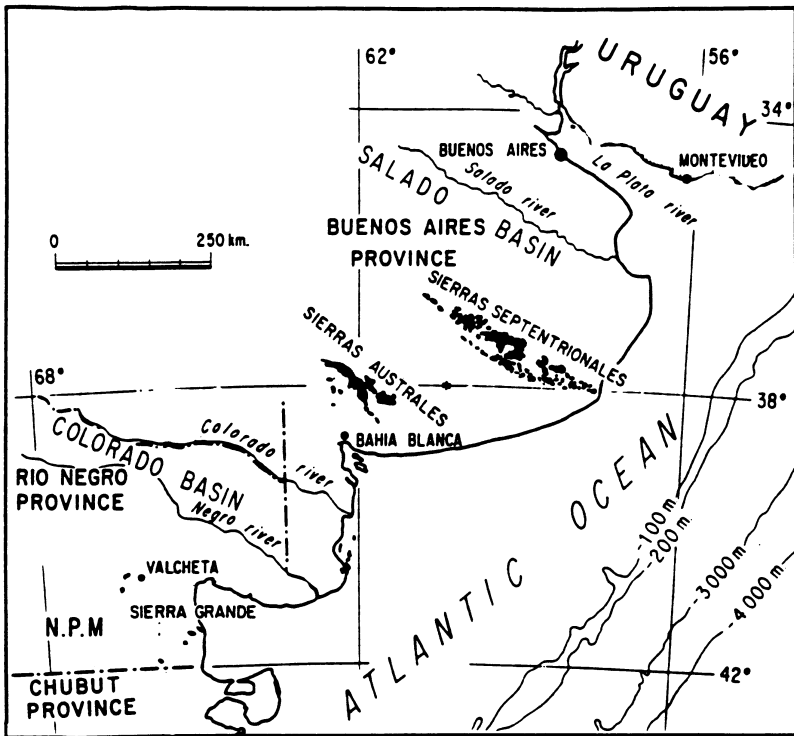 62°
56°
URUGUAY
34°
BUENOS AIRES
MONTEVIDEO
La Plata river
SALADO BASIN
Salado river
BUENOS AIRES
PROVINCE
0 250 km.
SIERRAS SEPTENTRIONALES
SIERRAS AUSTRALES
68°
38°
BAHIA BLANCA
COLORADO BASIN
Colorado river
RIO NEGRO
PROVINCE
Negro river
ATLANTIC OCEAN
-100 m
-200 m.
-3000 m
-4 000 m.
VALCHETA
SIERRA GRANDE
N.P.M
42°
CHUBUT
PROVINCE